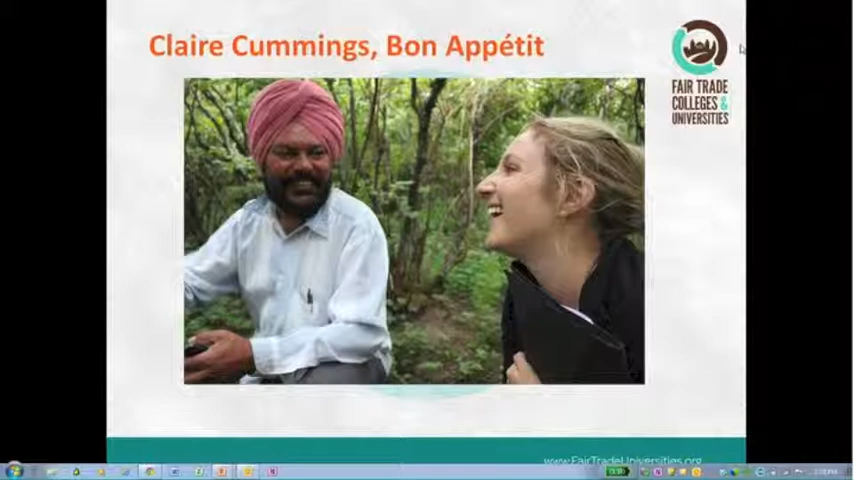 Claire Cummings, Bon Appétit
FAIR TRADE
COLLEGES &
UNIVERSITIES
www.FairTradeUniversities.org